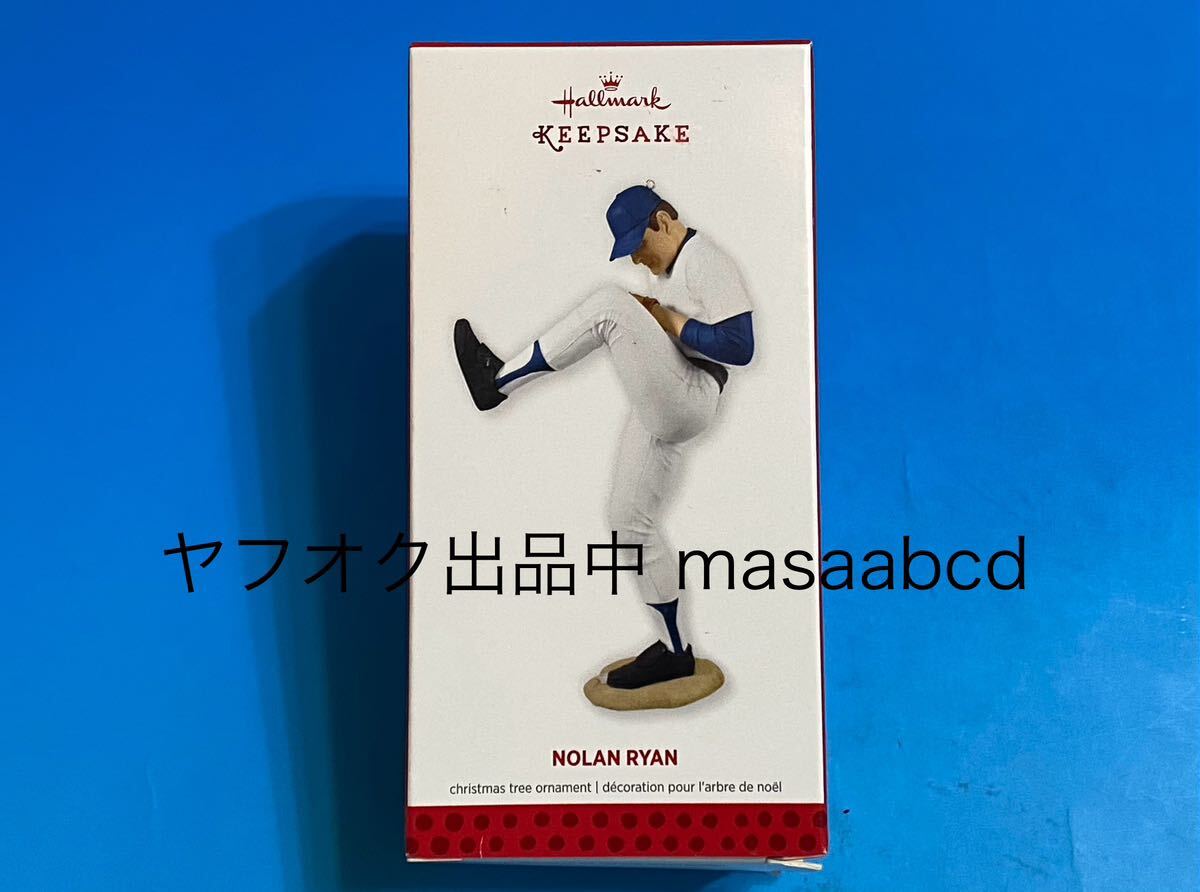 Hallmark
KEEPSAKE
ヤフオク出品中 masaabcd
NOLAN RYAN
christmas tree ornament | décoration pour l'arbre de noël